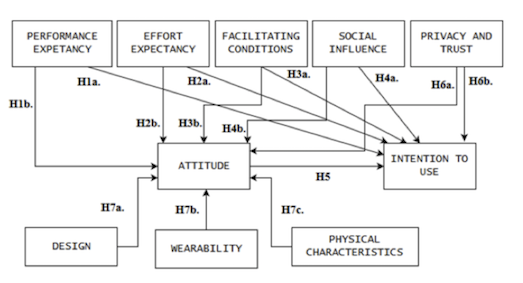 PERFORMANCE
EXPETANCY
EFFORT
EXPECTANCY
FACILITATING
CONDITIONS
SOCIAL
INFLUENCE
PRIVACY AND
TRUST
H1a.
H2a.
H3a.
H4a.
H6a.
H6b.
H1b.
H2b.
H3b.
H4b.
ATTITUDE
INTENTION TO
USE
H5
H7a.
H7b.
H7c.
DESIGN
WEARABILITY
PHYSICAL
CHARACTERISTICS